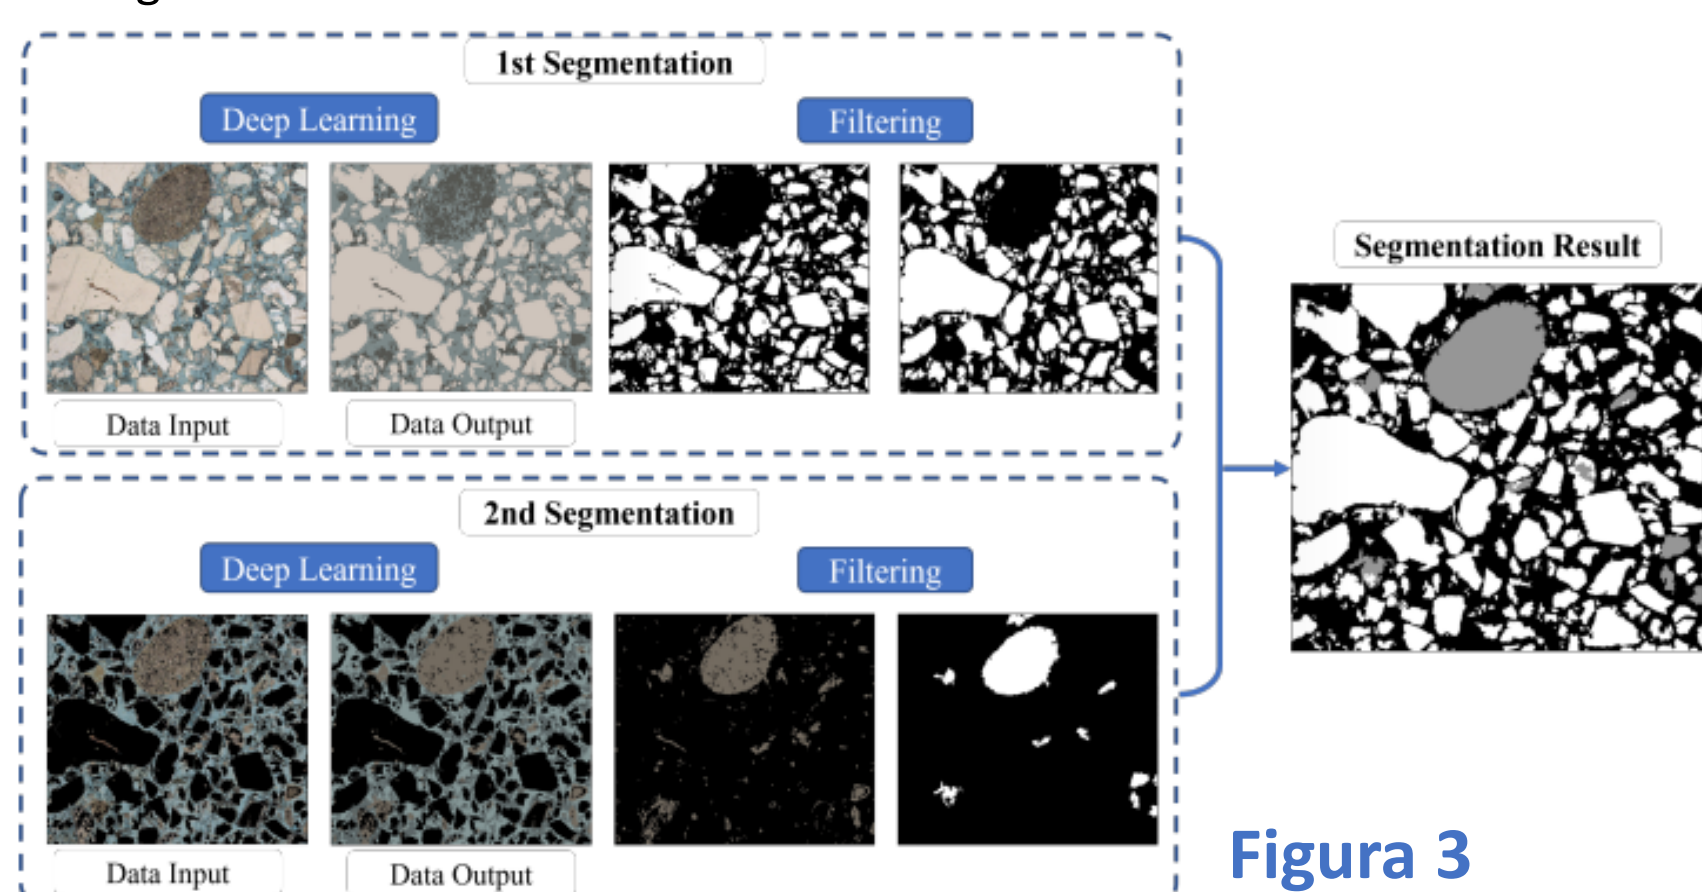 1st Segmentation
Deep Learning
Filtering
Data Input
Data Output
Segmentation Result
2nd Segmentation
Deep Learning
Filtering
Data Input
Data Output
Figura 3